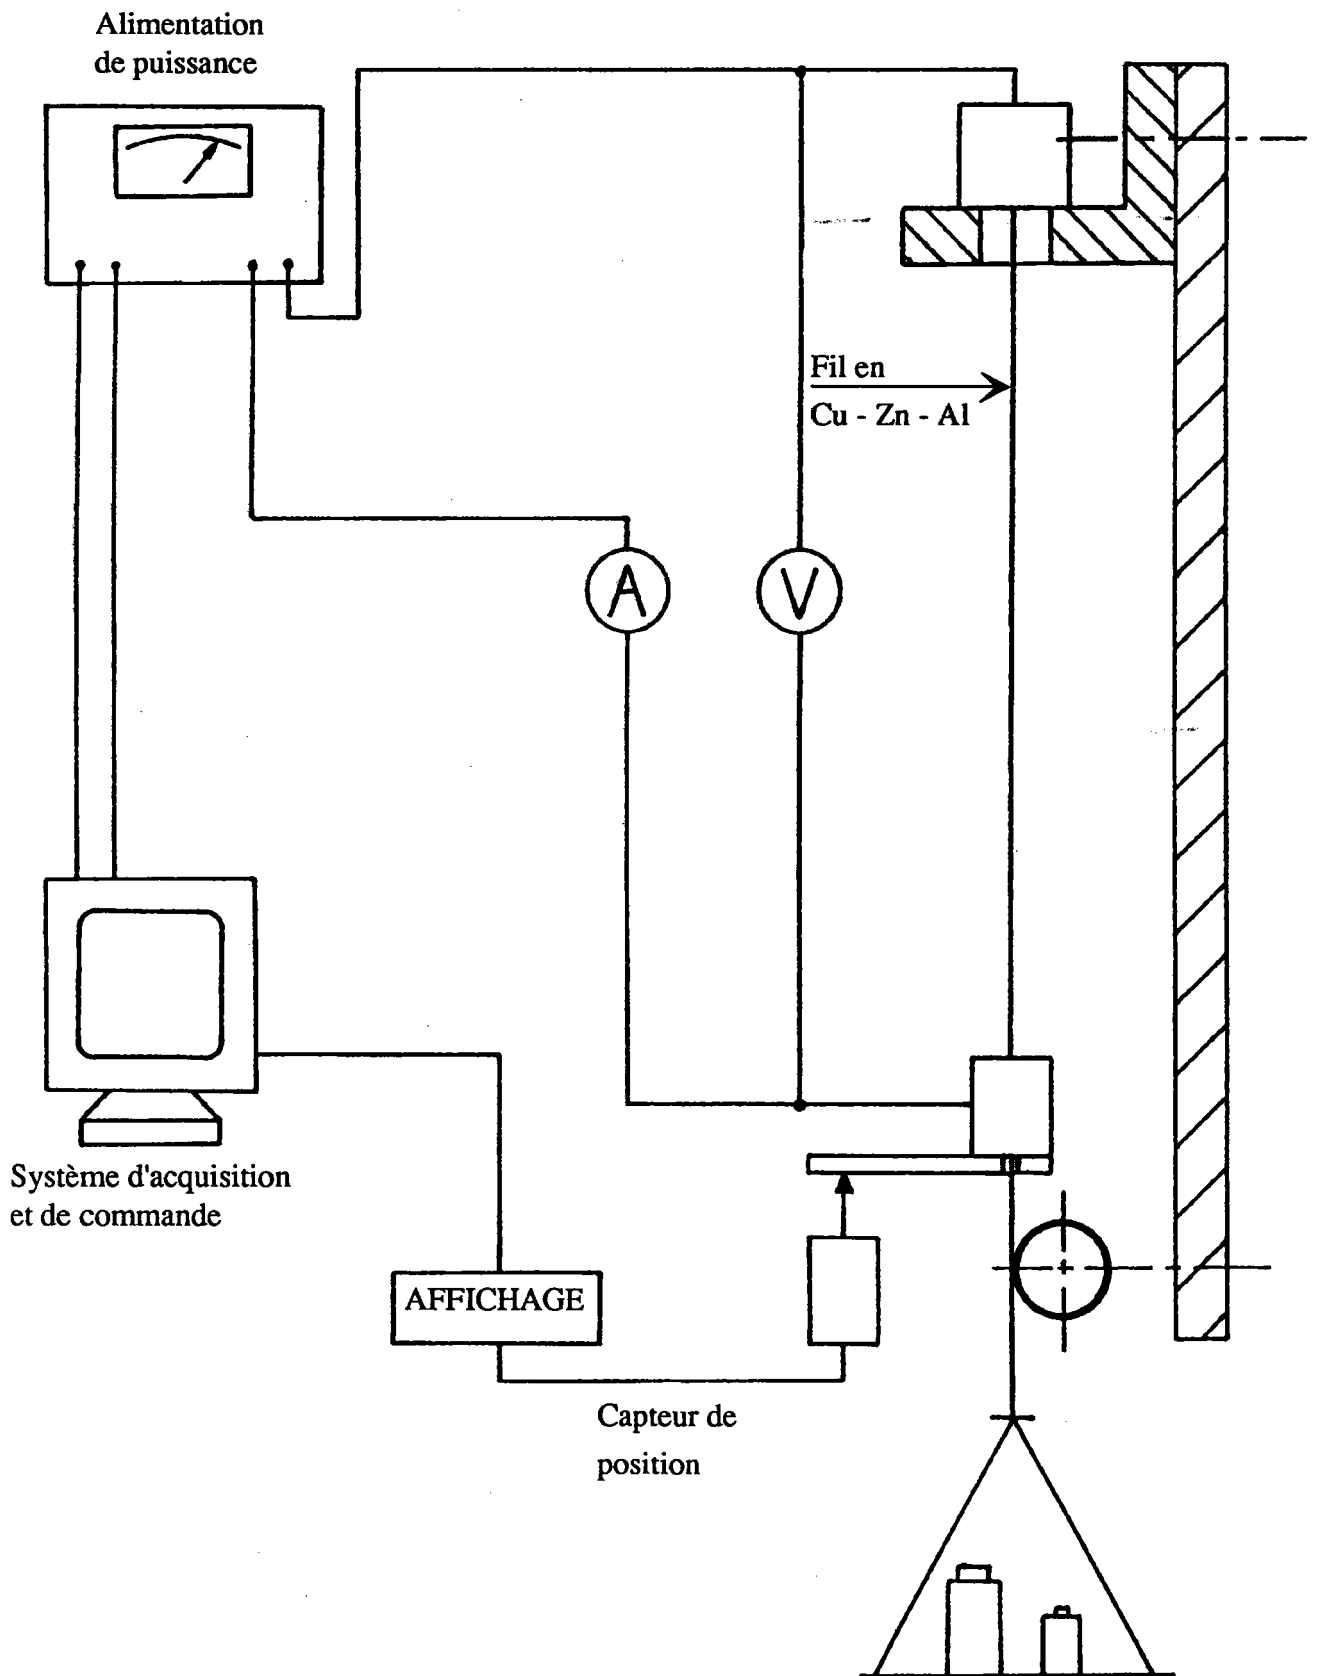 Alimentation
de puissance
Fil en
Cu - Zn - Al
A
V
Système d'acquisition
et de commande
AFFICHAGE
Capteur de
position